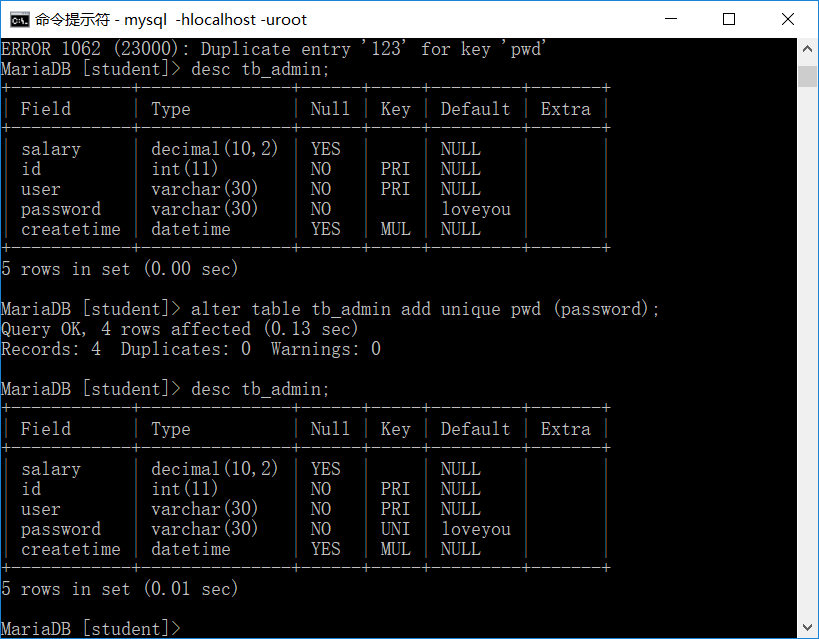 命令提示符 - mysql  -hlocalhost -uroot
ERROR 1062 (23000): Duplicate entry '123' for key 'pwd'
MariaDB [student]> desc tb_admin;
+------------+---------------+------+-----+---------+-------+
| Field      | Type          | Null | Key | Default | Extra |
+------------+---------------+------+-----+---------+-------+
| salary     | decimal(10,2) | YES  |     | NULL    |       |
| id         | int(11)       | NO   | PRI | NULL    |       |
| user       | varchar(30)   | NO   | PRI | NULL    |       |
| password   | varchar(30)   | NO   |     | loveyou |       |
| createtime | datetime      | YES  | MUL | NULL    |       |
+------------+---------------+------+-----+---------+-------+
5 rows in set (0.00 sec)
MariaDB [student]> alter table tb_admin add unique pwd (password);
Query OK, 4 rows affected (0.13 sec)
Records: 4  Duplicates: 0  Warnings: 0
MariaDB [student]> desc tb_admin;
+------------+---------------+------+-----+---------+-------+
| Field      | Type          | Null | Key | Default | Extra |
+------------+---------------+------+-----+---------+-------+
| salary     | decimal(10,2) | YES  |     | NULL    |       |
| id         | int(11)       | NO   | PRI | NULL    |       |
| user       | varchar(30)   | NO   | PRI | NULL    |       |
| password   | varchar(30)   | NO   | UNI | loveyou |       |
| createtime | datetime      | YES  | MUL | NULL    |       |
+------------+---------------+------+-----+---------+-------+
5 rows in set (0.01 sec)
MariaDB [student]>